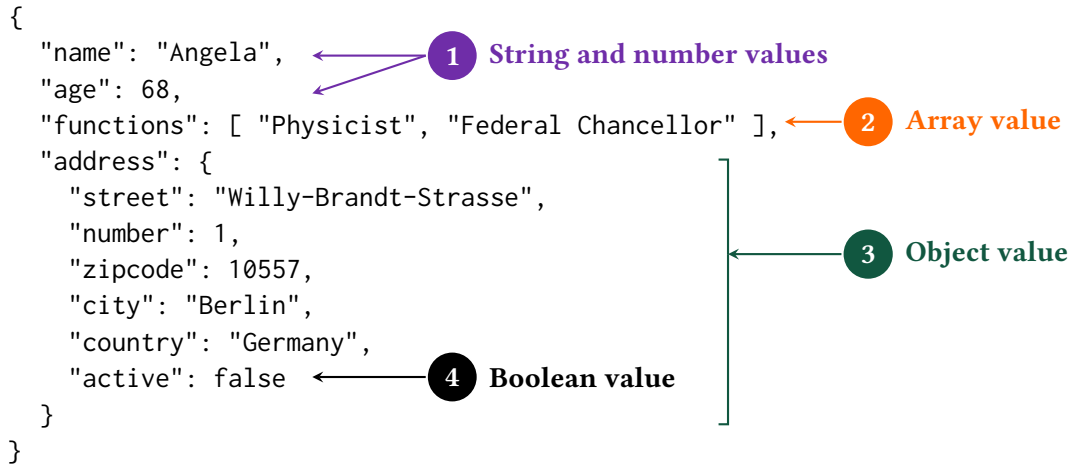 {
"name": "Angela", 1 String and number values
"age": 68,
"functions": [ "Physicist", "Federal Chancellor" ], 2 Array value
"address": {
"street": "Willy-Brandt-Strasse",
"number": 1, 3 Object value
"zipcode": 10557,
"city": "Berlin",
"country": "Germany",
"active": false 4 Boolean value
}
}